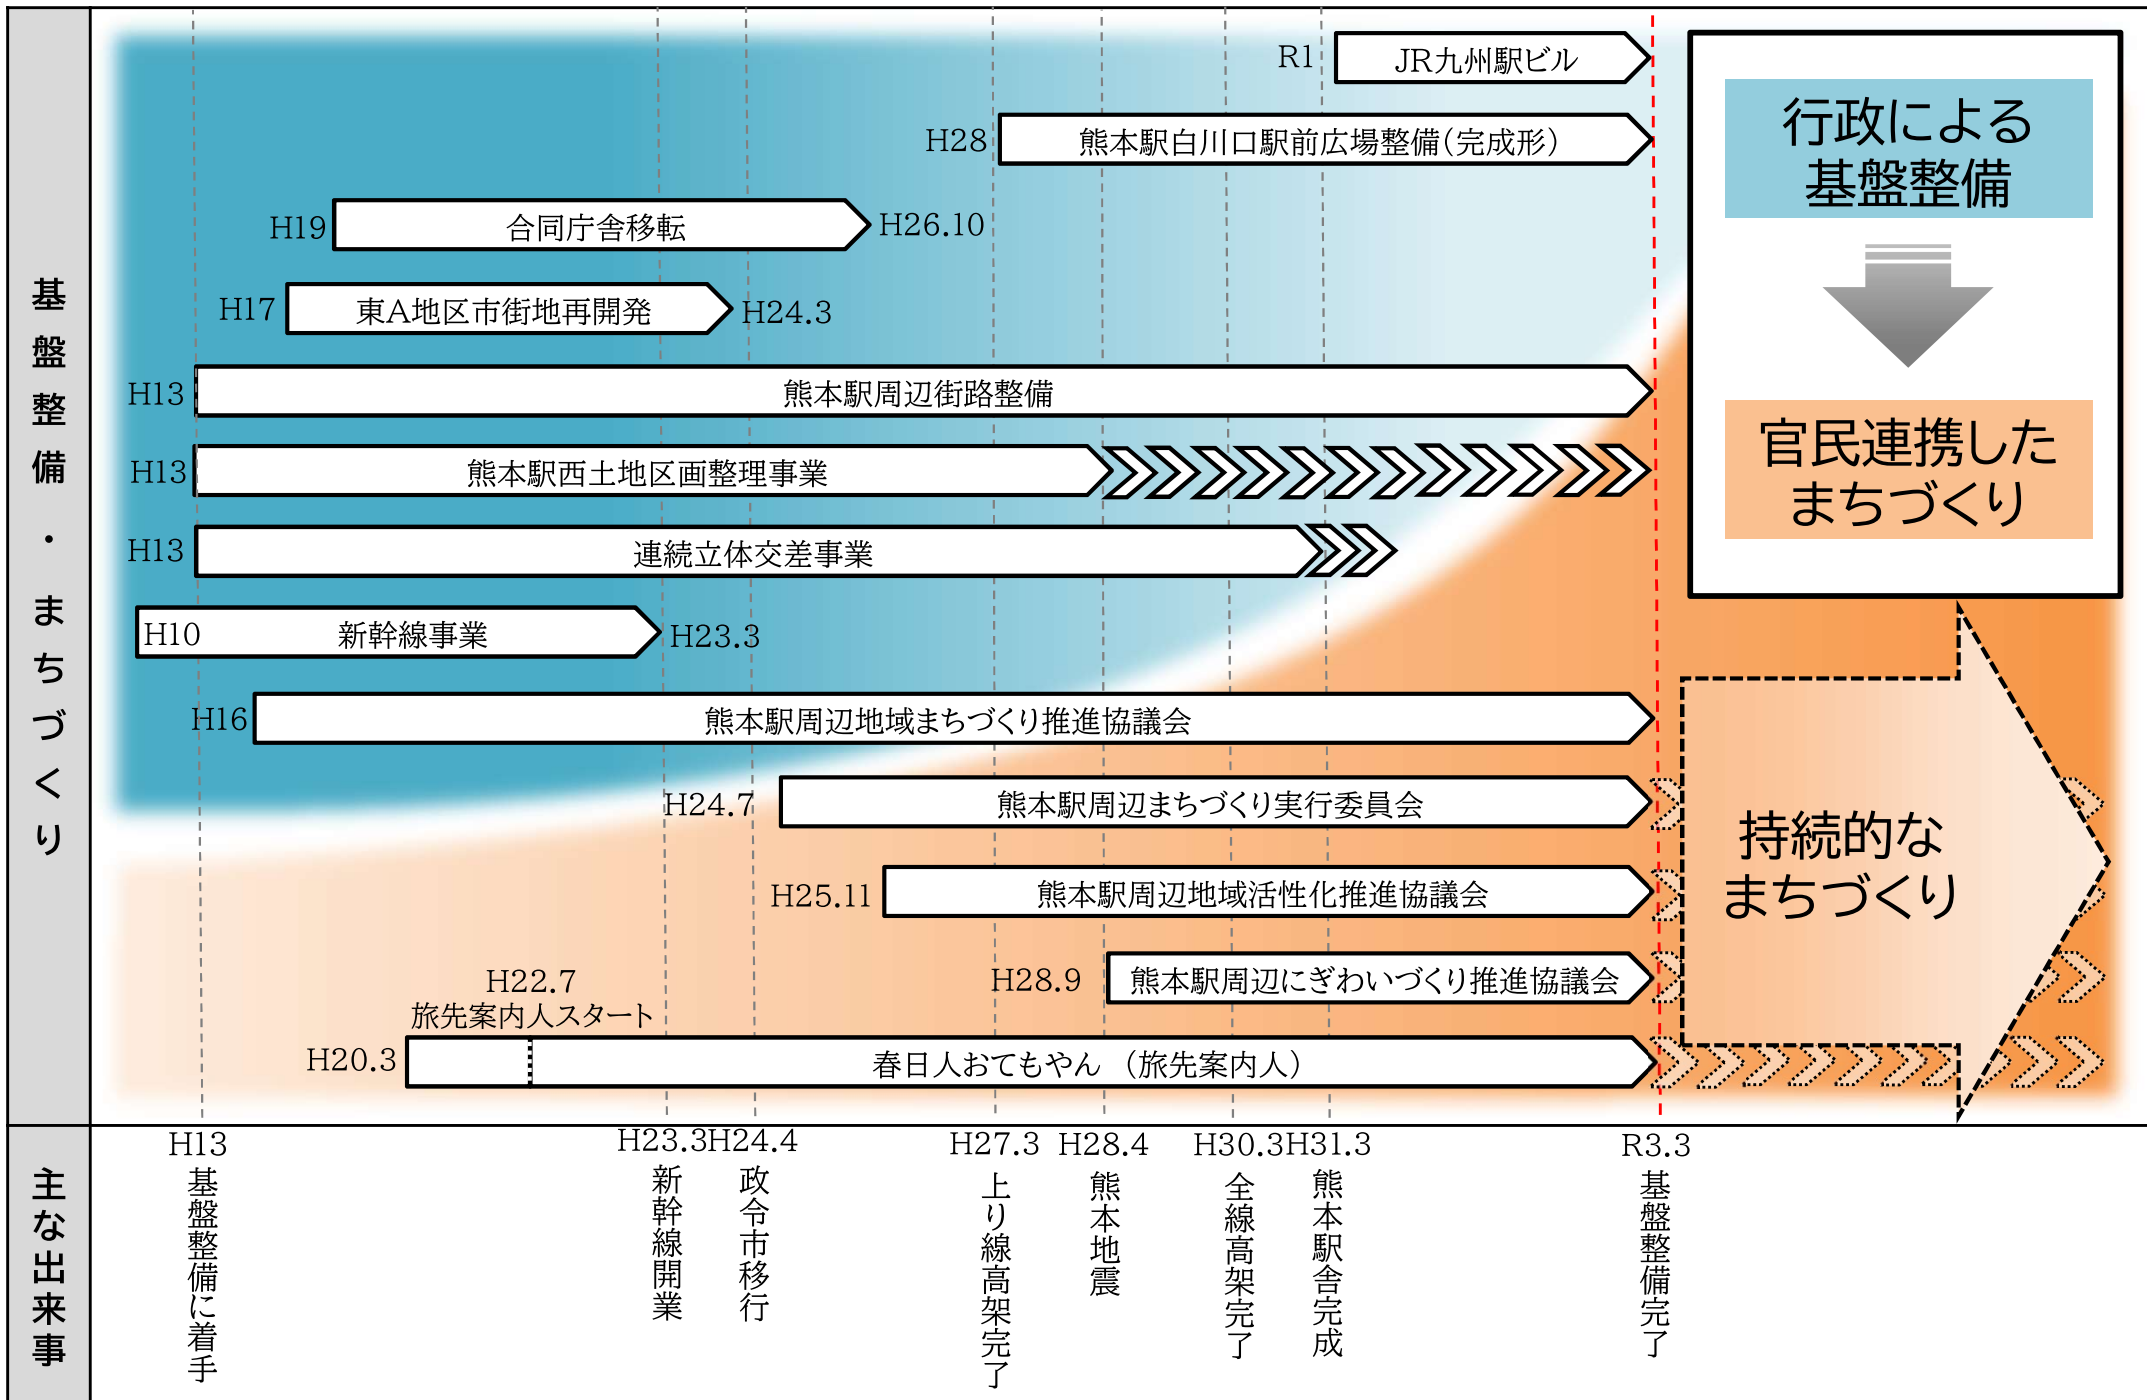 基盤整備・まちづくり
R1
JR九州駅ビル
H28
熊本駅白川口駅前広場整備(完成形)
H19
合同庁舎移転
H26.10
H17
東A地区市街地再開発
H24.3
H13
熊本駅周辺街路整備
H13
熊本駅西土地区画整理事業
H13
連続立体交差事業
H10
新幹線事業
H23.3
H16
熊本駅周辺地域まちづくり推進協議会
H24.7
熊本駅周辺まちづくり実行委員会
H25.11
熊本駅周辺地域活性化推進協議会
H28.9
熊本駅周辺にぎわいづくり推進協議会
H22.7
旅先案内人スタート
H20.3
春日人おてもやん (旅先案内人)
行政による
基盤整備
官民連携した
まちづくり
持続的な
まちづくり
主な出来事
H13
基盤整備に着手
H23.3
新幹線開業
H24.4
政令市移行
H27.3
上り線高架完了
H28.4
熊本地震
H30.3
全線高架完了
H31.3
熊本駅舎完成
R3.3
基盤整備完了